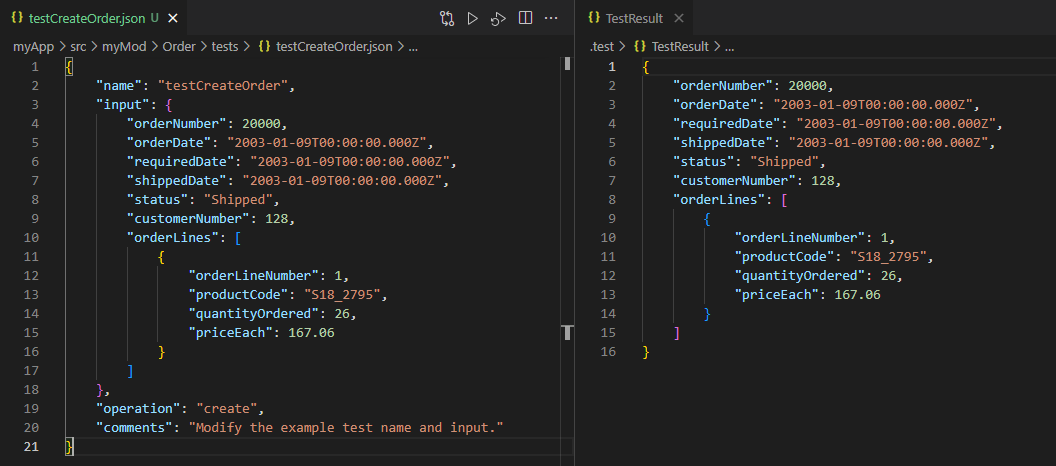 testCreateOrder.json U
myApp > src > myMod > Order > tests > {} testCreateOrder.json > ...
1 {
2 "name": "testCreateOrder",
3 "input": {
4 "orderNumber": 20000,
5 "orderDate": "2003-01-09T00:00:00.000Z",
6 "requiredDate": "2003-01-09T00:00:00.000Z",
7 "shippedDate": "2003-01-09T00:00:00.000Z",
8 "status": "Shipped",
9 "customerNumber": 128,
10 "orderLines": [
11 {
12 "orderLineNumber": 1,
13 "productCode": "S18_2795",
14 "quantityOrdered": 26,
15 "priceEach": 167.06
16 }
17 ]
18 },
19 "operation": "create",
20 "comments": "Modify the example test name and input."
21 }
{} TestResult
.test > {} TestResult > ...
1 {
2 "orderNumber": 20000,
3 "orderDate": "2003-01-09T00:00:00.000Z",
4 "requiredDate": "2003-01-09T00:00:00.000Z",
5 "shippedDate": "2003-01-09T00:00:00.000Z",
6 "status": "Shipped",
7 "customerNumber": 128,
8 "orderLines": [
9 {
10 "orderLineNumber": 1,
11 "productCode": "S18_2795",
12 "quantityOrdered": 26,
13 "priceEach": 167.06
14 }
15 ]
16 }